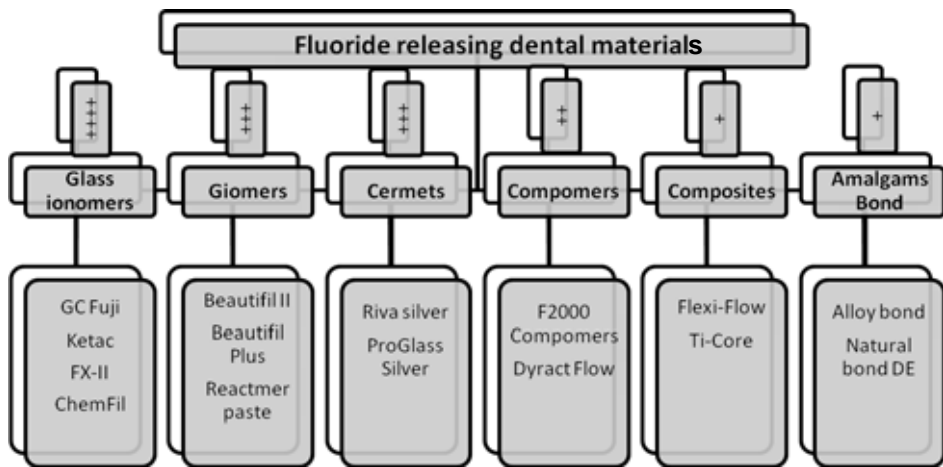 Fluoride releasing dental materials
++++
+++
+++
++
+
+
Glass
ionomers
Giomers
Cermets
Compomers
Composites
Amalgams
Bond
GC Fuji
Ketac
FX-II
ChemFil
Beautifil II
Beautifil
Plus
Reactmer
paste
Riva silver
ProGlass
Silver
F2000
Compomers
Dyract Flow
Flexi-Flow
Ti-Core
Alloy bond
Natural
bond DE